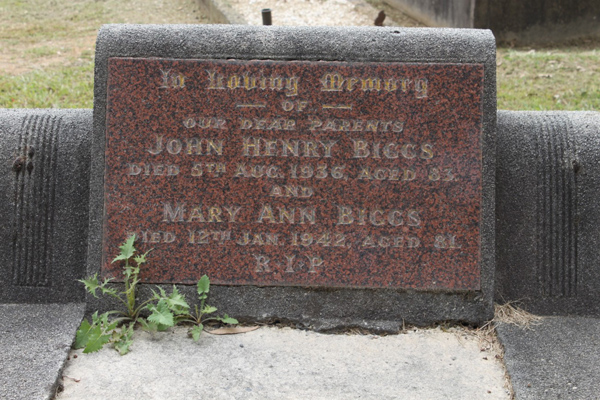 In Loving Memory
— OF —
OUR DEAR PARENTS
JOHN HENRY BIGGS
DIED 5TH AUG. 1936, AGED 83.
AND
MARY ANN BIGGS
DIED 12TH JAN. 1942, AGED 81.
R.I.P